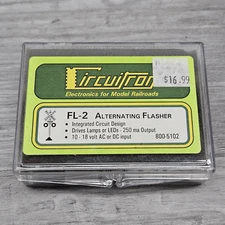 Circuitron
$16.99
Electronics for Model Railroads
FL-2 ALTERNATING FLASHER
• Integrated Circuit Design
• Drives Lamps or LEDs - 250 ma Output
• 10 - 18 volt AC or DC input
800-5102